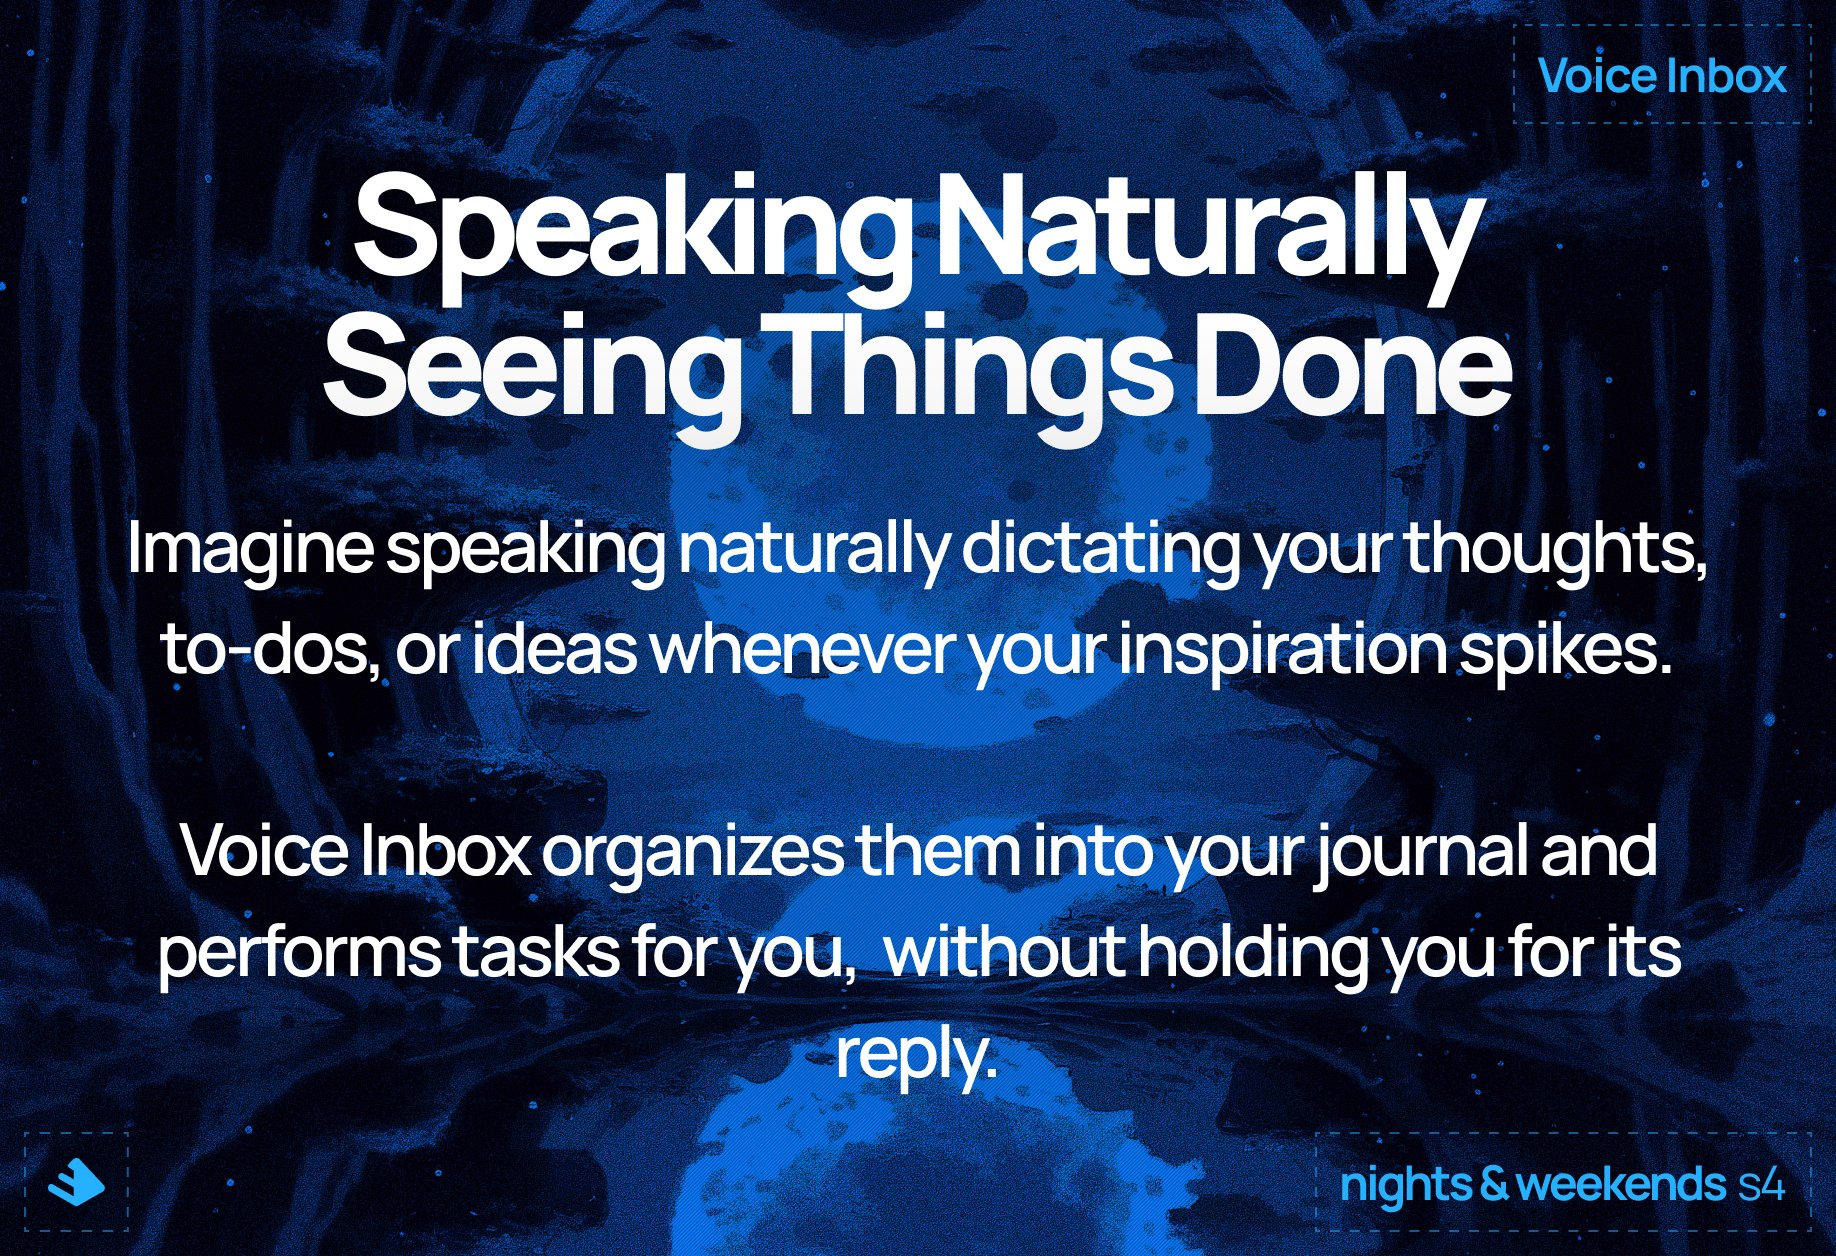 Voice Inbox
Speaking Naturally
Seeing Things Done
Imagine speaking naturally dictating your thoughts,
to-dos, or ideas whenever your inspiration spikes.
Voice Inbox organizes them into your journal and
performs tasks for you,  without holding you for its
reply.
nights & weekends s4